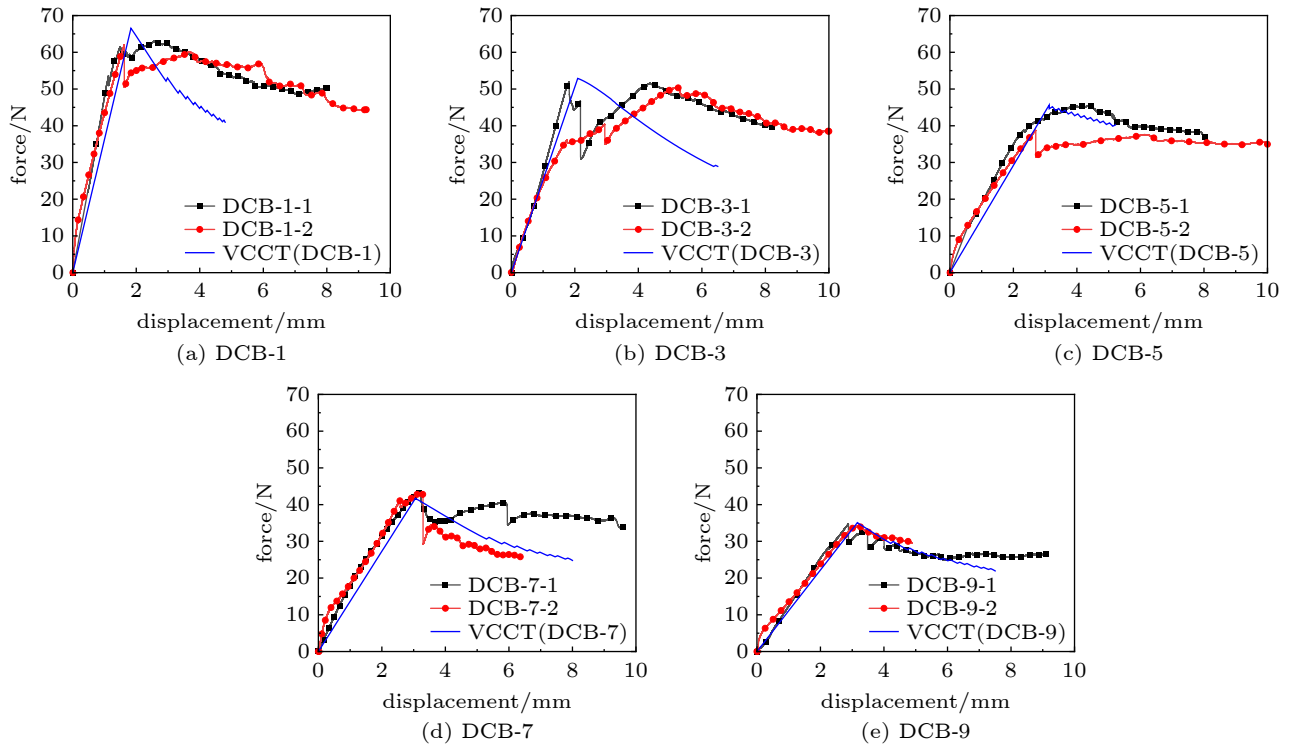 70
60
50
40
30
20
10
0
force/N
DCB-1-1
DCB-1-2
VCCT(DCB-1)
0 2 4 6 8 10
displacement/mm
(a) DCB-1
70
60
50
40
30
20
10
0
force/N
DCB-3-1
DCB-3-2
VCCT(DCB-3)
0 2 4 6 8 10
displacement/mm
(b) DCB-3
70
60
50
40
30
20
10
0
force/N
DCB-5-1
DCB-5-2
VCCT(DCB-5)
0 2 4 6 8 10
displacement/mm
(c) DCB-5
70
60
50
40
30
20
10
0
force/N
DCB-7-1
DCB-7-2
VCCT(DCB-7)
0 2 4 6 8 10
displacement/mm
(d) DCB-7
70
60
50
40
30
20
10
0
force/N
DCB-9-1
DCB-9-2
VCCT(DCB-9)
0 2 4 6 8 10
displacement/mm
(e) DCB-9